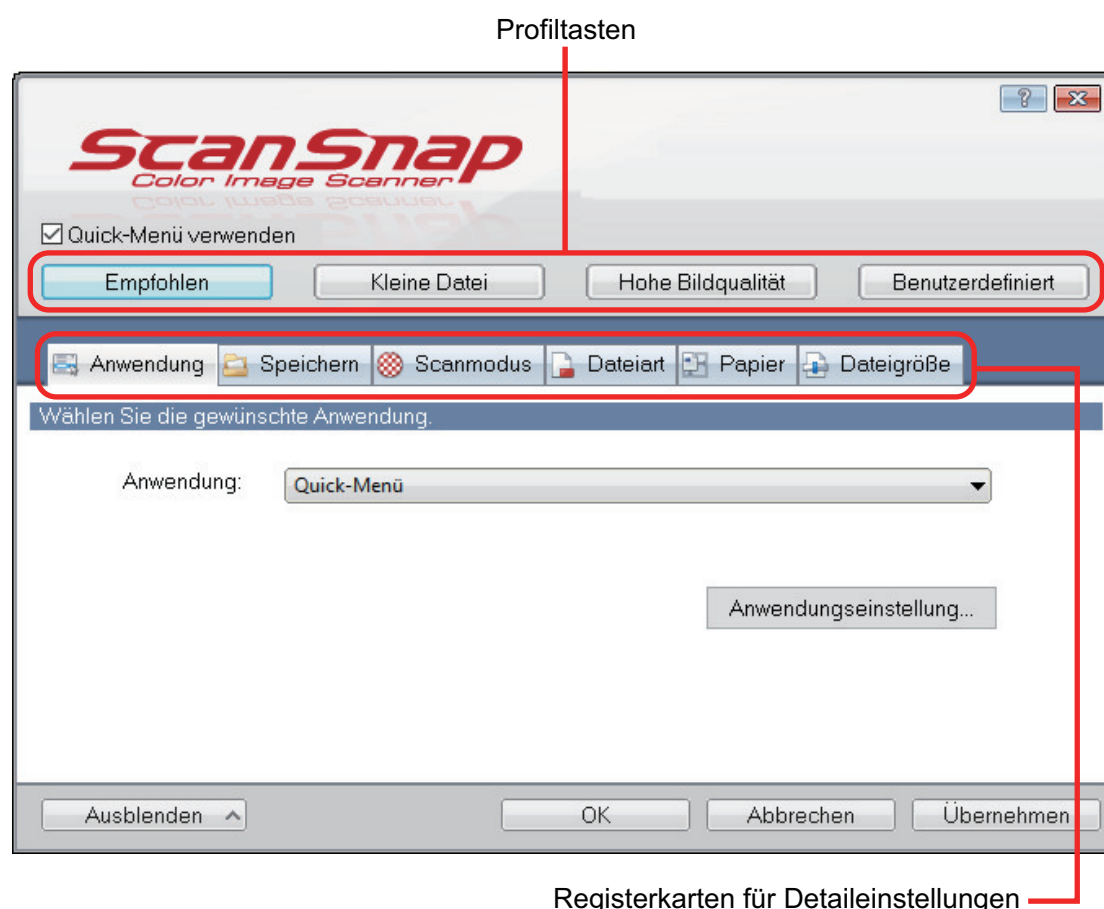 Profiltasten
ScanSnap
Color Image Scanner
Quick-Menü verwenden
Empfohlen Kleine Datei Hohe Bildqualität Benutzerdefiniert
Anwendung Speichern Scanmodus Dateiart Papier Dateigröße
Wählen Sie die gewünschte Anwendung.
Anwendung: Quick-Menü
Anwendungseinstellung...
Ausblenden OK Abbrechen Übernehmen
Registerkarten für Detaileinstellungen